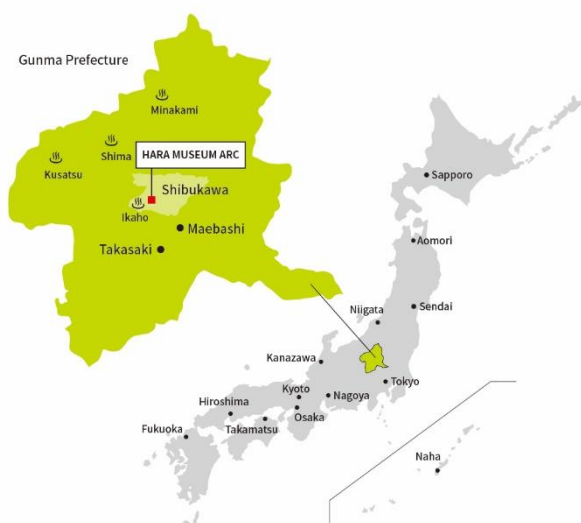 Gunma Prefecture
Minakami
Shima
HARA MUSEUM ARC
Kusatsu
Shibukawa
Ikaho
Maebashi
Takasaki
Sapporo
Aomori
Sendai
Niigata
Kanazawa
Tokyo
Kyoto
Nagoya
Hiroshima
Osaka
Takamatsu
Fukuoka
Naha